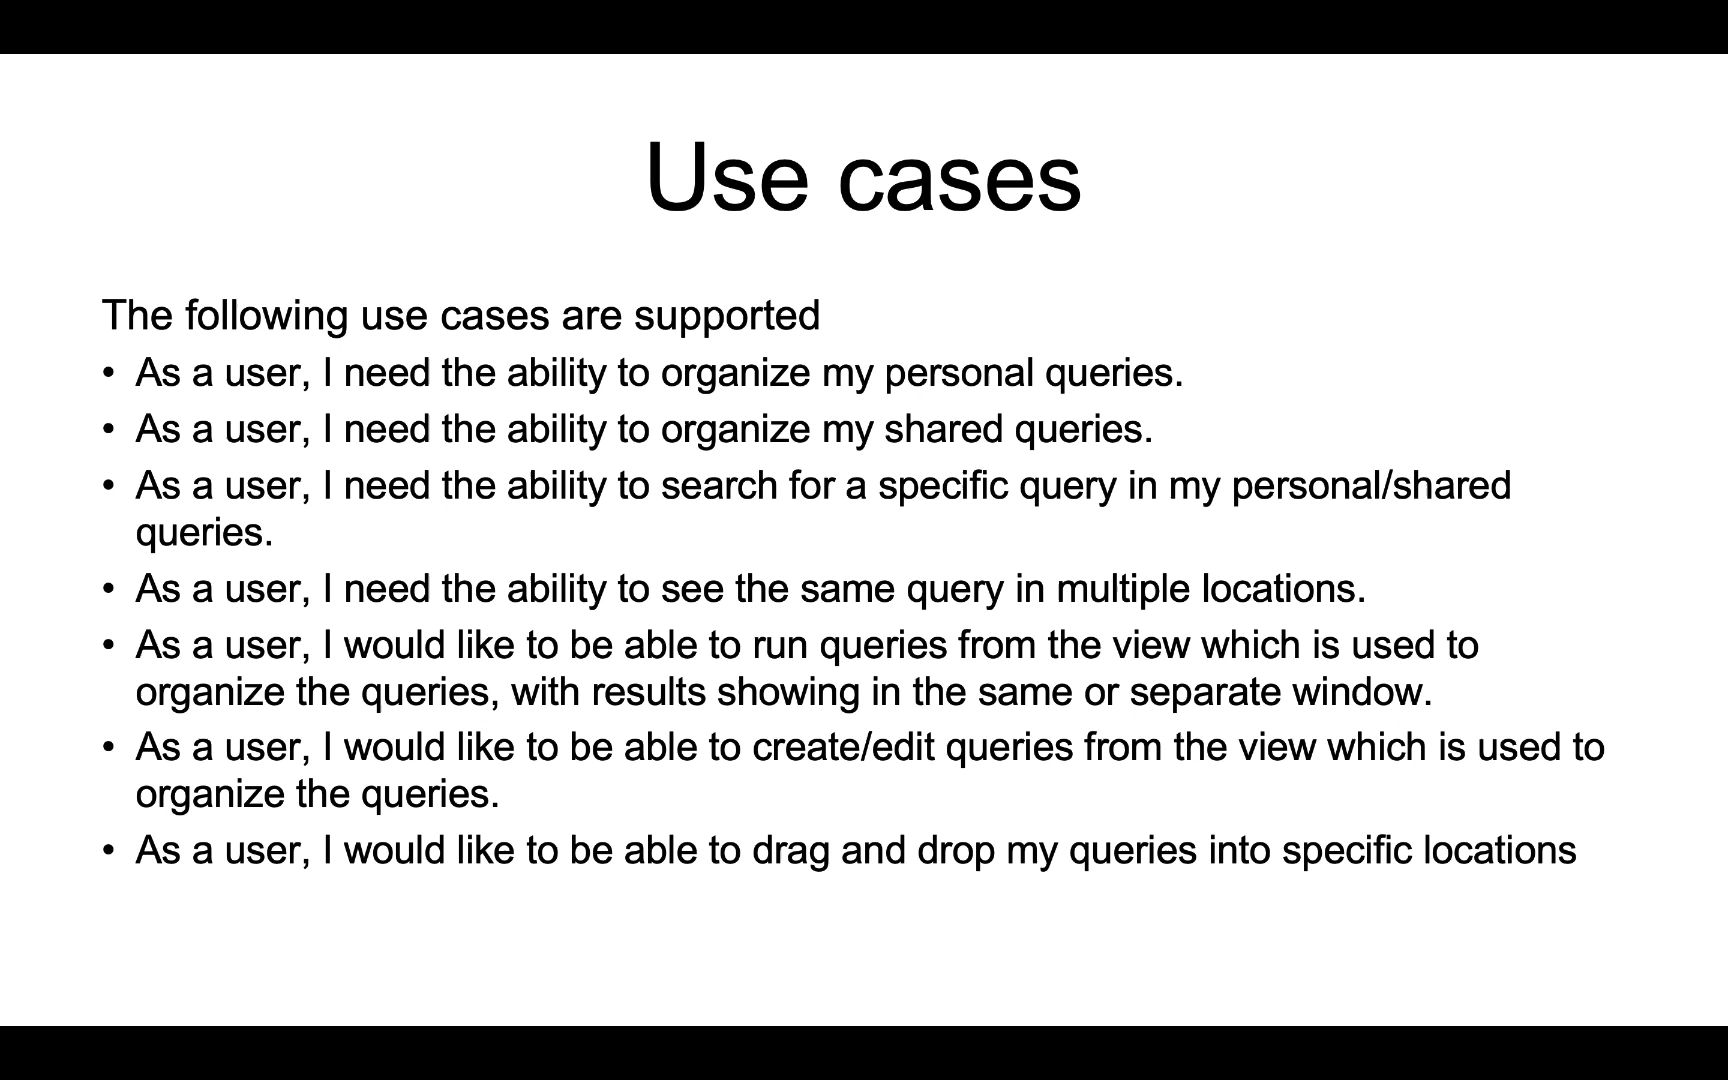 Use cases
The following use cases are supported
• As a user, I need the ability to organize my personal queries.
• As a user, I need the ability to organize my shared queries.
• As a user, I need the ability to search for a specific query in my personal/shared
queries.
• As a user, I need the ability to see the same query in multiple locations.
• As a user, I would like to be able to run queries from the view which is used to
organize the queries, with results showing in the same or separate window.
• As a user, I would like to be able to create/edit queries from the view which is used to
organize the queries.
• As a user, I would like to be able to drag and drop my queries into specific locations